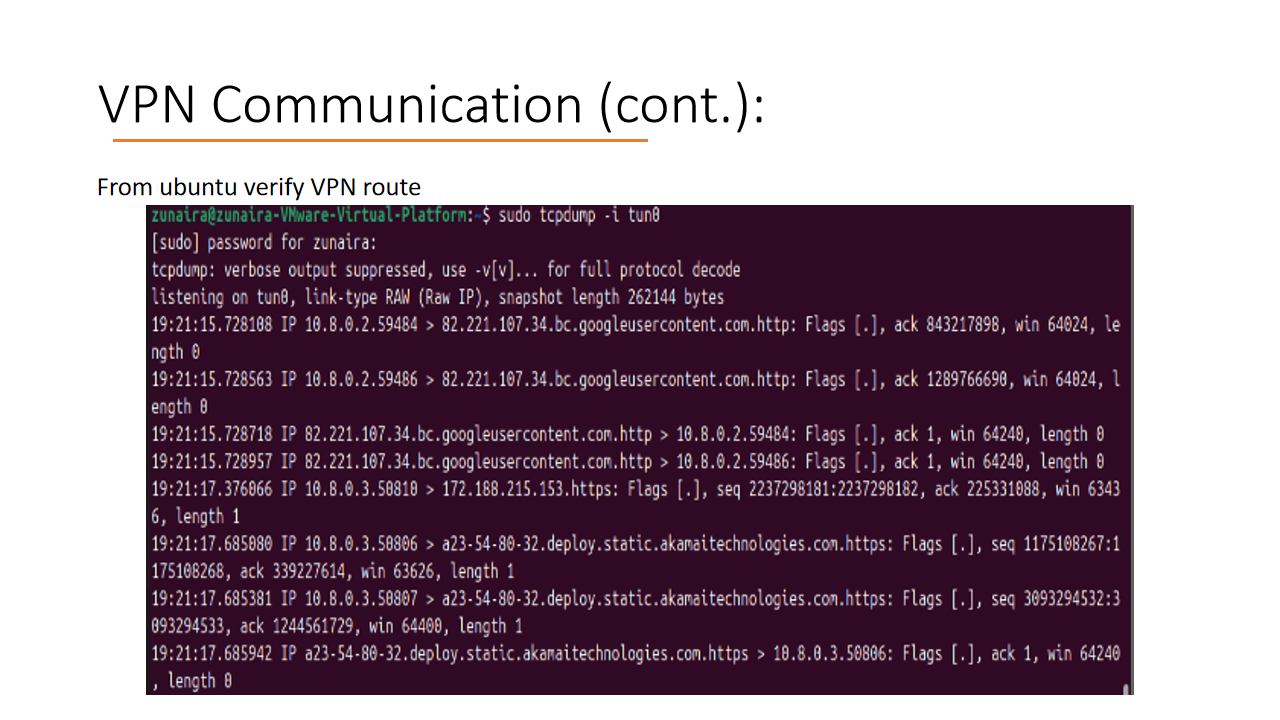 VPN Communication (cont.):
From ubuntu verify VPN route
zunaira@zunaira-VMware-Virtual-Platform:~$ sudo tcpdump -i tun0
[sudo] password for zunaira:
tcpdump: verbose output suppressed, use -v[v]... for full protocol decode
listening on tun0, link-type RAW (Raw IP), snapshot length 262144 bytes
19:21:15.728108 IP 10.8.0.2.59484 > 82.221.107.34.bc.googleusercontent.com.http: Flags [.], ack 843217898, win 64024, le
ngth 0
19:21:15.728563 IP 10.8.0.2.59486 > 82.221.107.34.bc.googleusercontent.com.http: Flags [.], ack 1289766690, win 64024, l
ength 0
19:21:15.728718 IP 82.221.107.34.bc.googleusercontent.com.http > 10.8.0.2.59484: Flags [.], ack 1, win 64240, length 0
19:21:15.728957 IP 82.221.107.34.bc.googleusercontent.com.http > 10.8.0.2.59486: Flags [.], ack 1, win 64240, length 0
19:21:17.376066 IP 10.8.0.3.50810 > 172.188.215.153.https: Flags [.], seq 2237298181:2237298182, ack 225331088, win 6343
6, length 1
19:21:17.685080 IP 10.8.0.3.50806 > a23-54-80-32.deploy.static.akamaitechnologies.com.https: Flags [.], seq 1175108267:1
175108268, ack 339227614, win 63626, length 1
19:21:17.685381 IP 10.8.0.3.50807 > a23-54-80-32.deploy.static.akamaitechnologies.com.https: Flags [.], seq 3093294532:3
093294533, ack 1244561729, win 64400, length 1
19:21:17.685942 IP a23-54-80-32.deploy.static.akamaitechnologies.com.https > 10.8.0.3.50806: Flags [.], ack 1, win 64240
, length 0